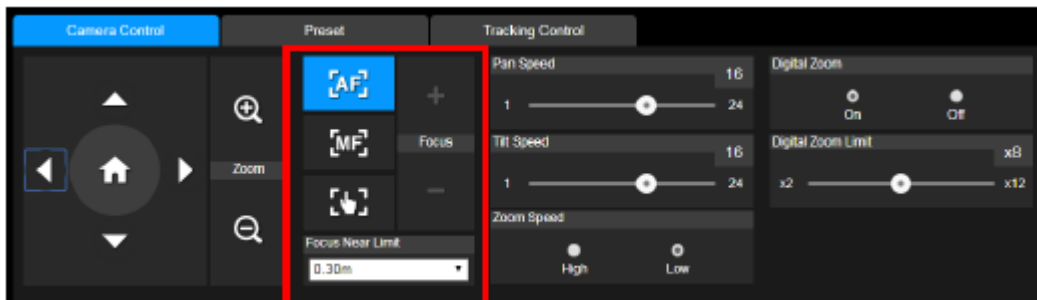 Camera Control
Preset
Tracking Control
Zoom
AF
MF
+
Focus
−
Focus Near Limit
0.30m
Pan Speed
16
1
24
Tilt Speed
16
1
24
Zoom Speed
High
Low
Digital Zoom
On
Off
Digital Zoom Limit
x8
x2
x12